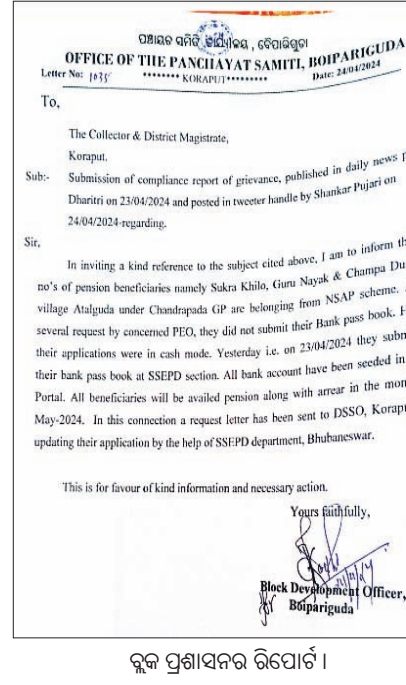 ପଞ୍ଚାୟତ ସମିତି କାର୍ଯ୍ୟାଳୟ , ବୈପାରିଗୁଡା
OFFICE OF THE PANCHAYAT SAMITI, BOIPARIGUDA
Letter No: 1035 ******** KORAPUT********* Date: 24/04/2024
To,
The Collector & District Magistrate,
Koraput.
Sub:- Submission of compliance report of grievance, published in daily news
Dharitri on 23/04/2024 and posted in tweeter handle by Shankar Pujari on
24/04/2024-regarding.
Sir,
In inviting a kind reference to the subject cited above, I am to inform
no's of pension beneficiaries namely Sukra Khilo, Guru Nayak & Champa
village Atalguda under Chandrapada GP are belonging from NSAP scheme.
several request by concerned PEO, they did not submit their Bank pass book.
their applications were in cash mode. Yesterday i.e. on 23/04/2024 they
their bank pass book at SSEPD section. All bank account have been seeded in
Portal. All beneficiaries will be availed pension along with arrear in the
May-2024. In this connection a request letter has been sent to DSSO,
updating their application by the help of SSEPD department, Bhubaneswar.
This is for favour of kind information and necessary action.
Yours faithfully,
Block Development Officer,
Boipariguda
ବ୍ଲକ ପ୍ରଶାସନର ରିପୋର୍ଟ ।